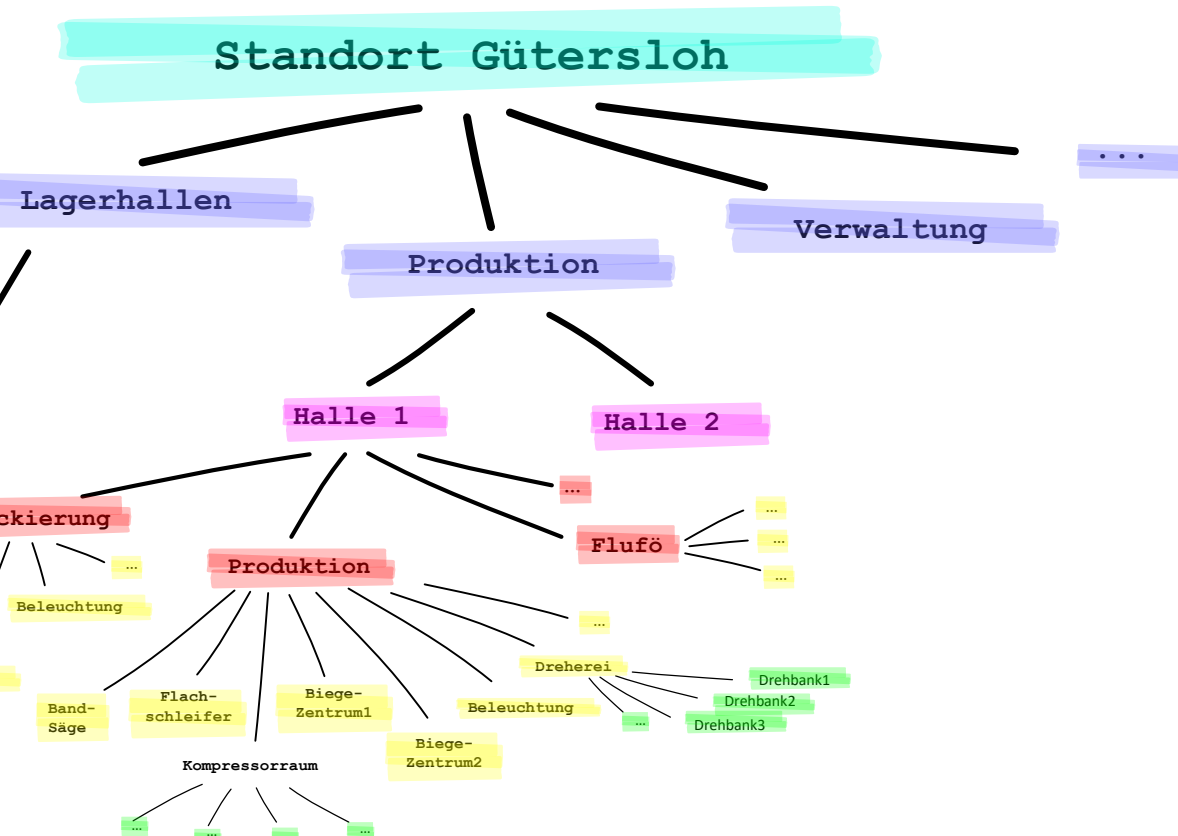 Standort Gütersloh
...
Lagerhallen
Verwaltung
Produktion
Halle 1
Halle 2
...
ckierung
Flufö
...
...
...
Produktion
...
Beleuchtung
...
Dreherei
Drehbank1
Drehbank2
Drehbank3
...
Band-
Säge
Flach-
schleifer
Biege-
Zentrum1
Beleuchtung
Biege-
Zentrum2
Kompressorraum
...
...
...